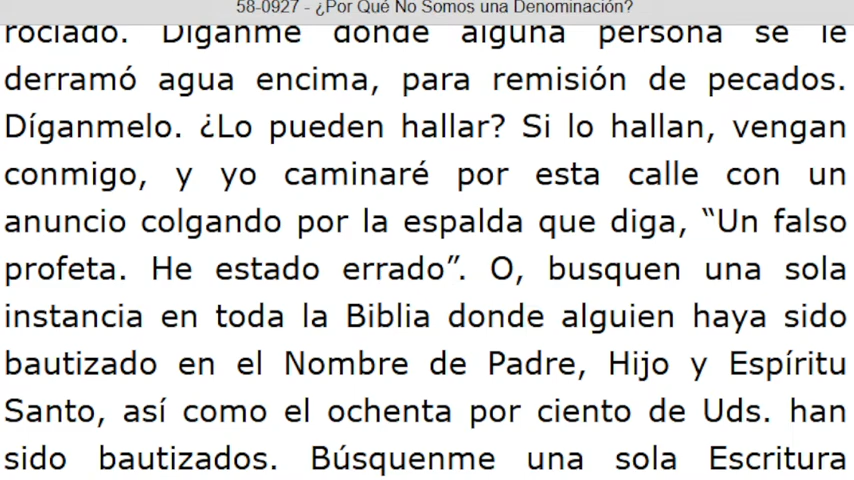 58-0927 - ¿Por Qué No Somos una Denominación?
rociado. Díganme dónde alguna persona se le
derramó agua encima, para remisión de pecados.
Díganmelo. ¿Lo pueden hallar? Si lo hallan, vengan
conmigo, y yo caminaré por esta calle con un
anuncio colgando por la espalda que diga, “Un falso
profeta. He estado errado”. O, busquen una sola
instancia en toda la Biblia donde alguien haya sido
bautizado en el Nombre de Padre, Hijo y Espíritu
Santo, así como el ochenta por ciento de Uds. han
sido bautizados. Búsquenme una sola Escritura